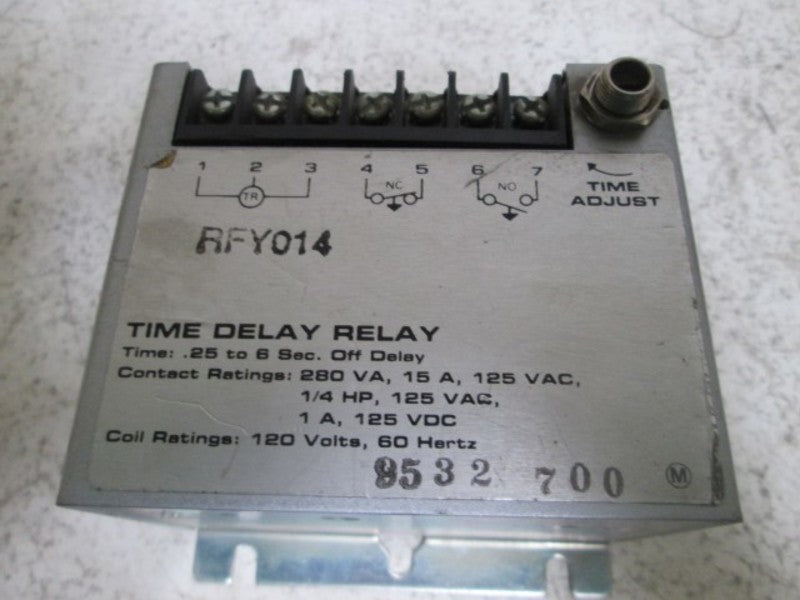 1 2 3 4 5 6 7
TR NC NO
TIME
ADJUST
RFY014
TIME DELAY RELAY
Time: .25 to 6 Sec. Off Delay
Contact Ratings: 280 VA, 15 A, 125 VAC,
1/4 HP, 125 VAC,
1 A, 125 VDC
Coil Ratings: 120 Volts, 60 Hertz
9532 700 M